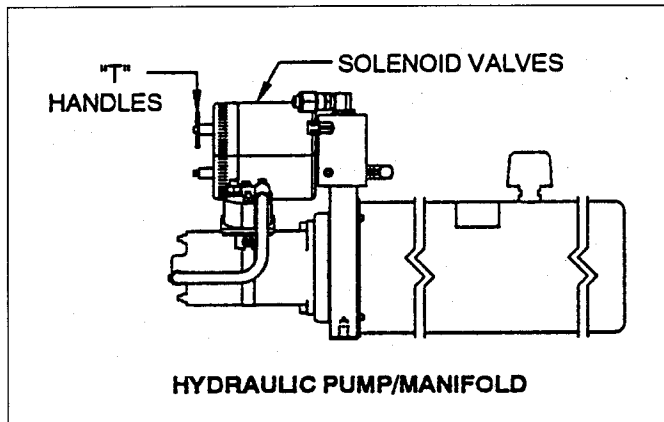 "T"
HANDLES
SOLENOID VALVES
HYDRAULIC PUMP/MANIFOLD